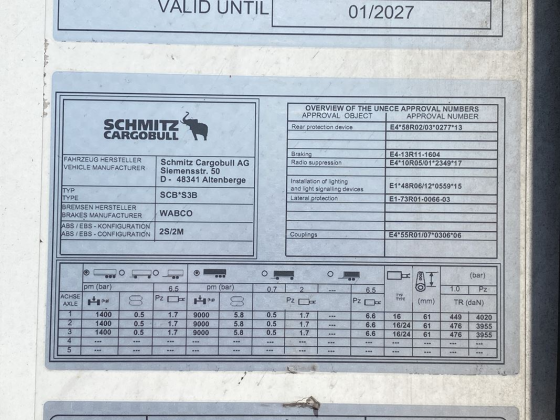 VALID UNTIL 01/2027
SCHMITZ
CARGOBULL
FAHRZEUG HERSTELLER
VEHICLE MANUFACTURER
Schmitz Cargobull AG
Siemensstr. 50
D - 48341 Altenberge
TYP
TYPE
SCB*S3B
BREMSEN HERSTELLER
BRAKES MANUFACTURER
WABCO
ABS / EBS - KONFIGURATION
ABS / EBS - CONFIGURATION
2S/2M
OVERVIEW OF THE UNECE APPROVAL NUMBERS
APPROVAL OBJECT APPROVAL NUMBER
Rear protection device E4*58R02/03*0277*13
Braking E4-13R11-1604
Radio suppression E4*10R05/01*2349*17
Installation of lighting
and light signalling devices E1*48R06/12*0559*15
Lateral protection E1-73R01-0066-03
Couplings E4*55R01/07*0306*06
(bar)
pm (bar) 6.5 pm (bar) 0.7 2 --- 6.5 1.0 Pz
ACHSE
AXLE
Pz Pz (mm) TR (daN)
1 1400 0.5 1.7 9000 5.8 0.5 1.7 --- 6.6 16 61 449 4020
2 1400 0.5 1.7 9000 5.8 0.5 1.7 --- 6.6 16/24 61 476 3955
3 1400 0.5 1.7 9000 5.8 0.5 1.7 --- 6.6 16/24 61 476 3955
4 --- --- --- --- --- --- --- --- --- --- --- --- ---
5 --- --- --- --- --- --- --- --- --- --- --- --- ---